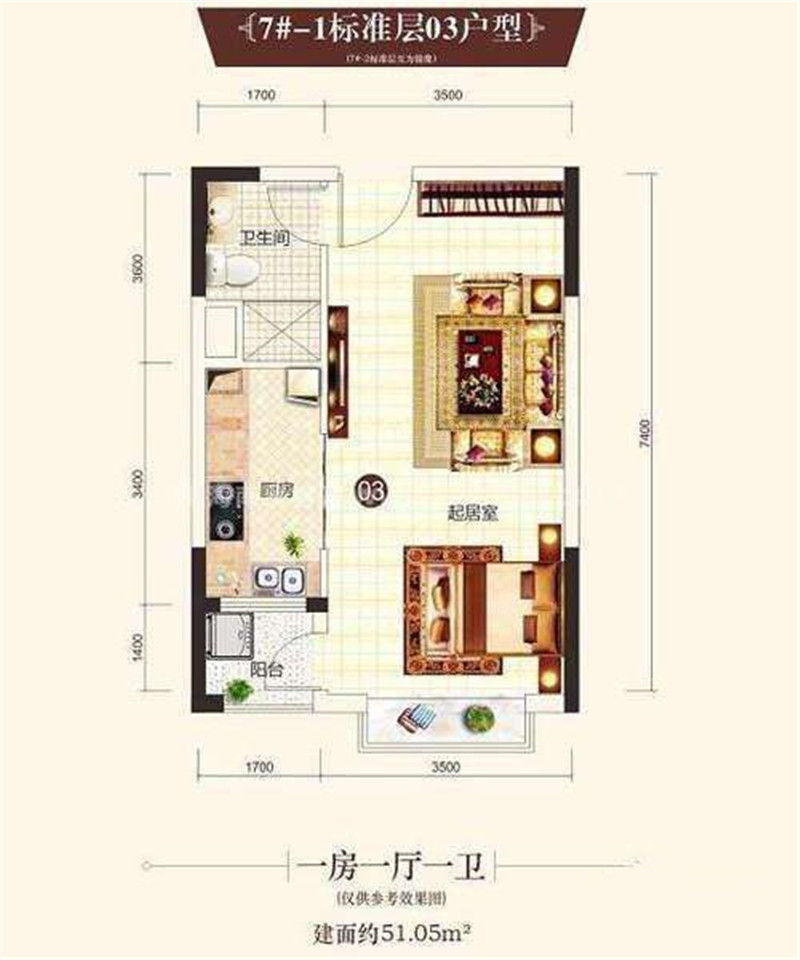 7#-1标准层03户型
(7#-2标准层互为镜像)
1700 3500
3600
3400
1400
7400
卫生间
厨房
03
起居室
阳台
1700 3500
一房一厅一卫
(仅供参考效果图)
建面约51.05m²